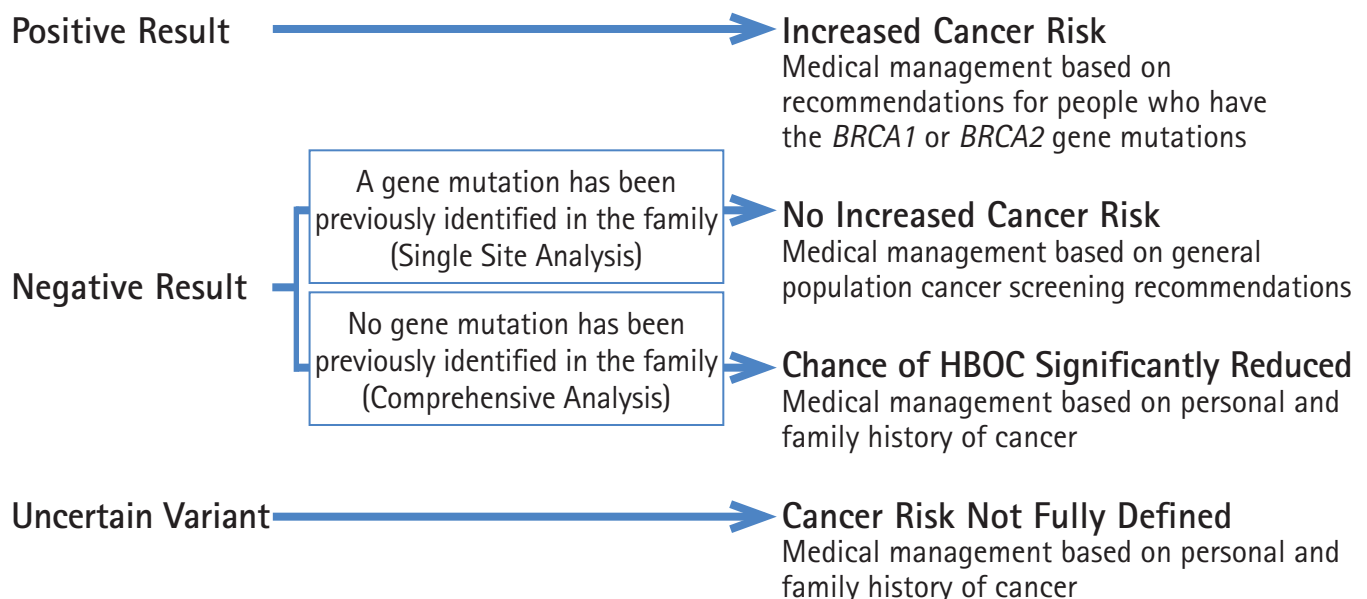 Positive Result
Increased Cancer Risk
Medical management based on
recommendations for people who have
the BRCA1 or BRCA2 gene mutations
Negative Result
A gene mutation has been
previously identified in the family
(Single Site Analysis)
No Increased Cancer Risk
Medical management based on general
population cancer screening recommendations
No gene mutation has been
previously identified in the family
(Comprehensive Analysis)
Chance of HBOC Significantly Reduced
Medical management based on personal and
family history of cancer
Uncertain Variant
Cancer Risk Not Fully Defined
Medical management based on personal and
family history of cancer